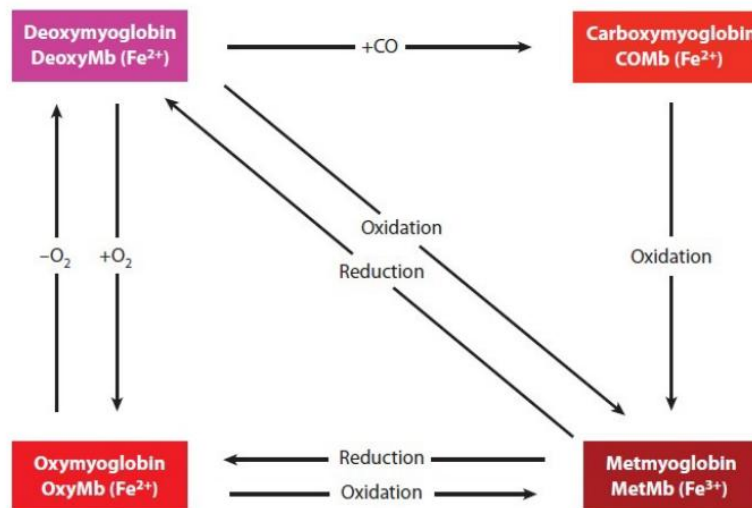 Deoxymyoglobin
DeoxyMb (Fe²⁺)
+CO
Carboxymyoglobin
COMb (Fe²⁺)
Oxidation
Reduction
–O₂
+O₂
Oxidation
Oxymyoglobin
OxyMb (Fe²⁺)
Reduction
Oxidation
Metmyoglobin
MetMb (Fe³⁺)